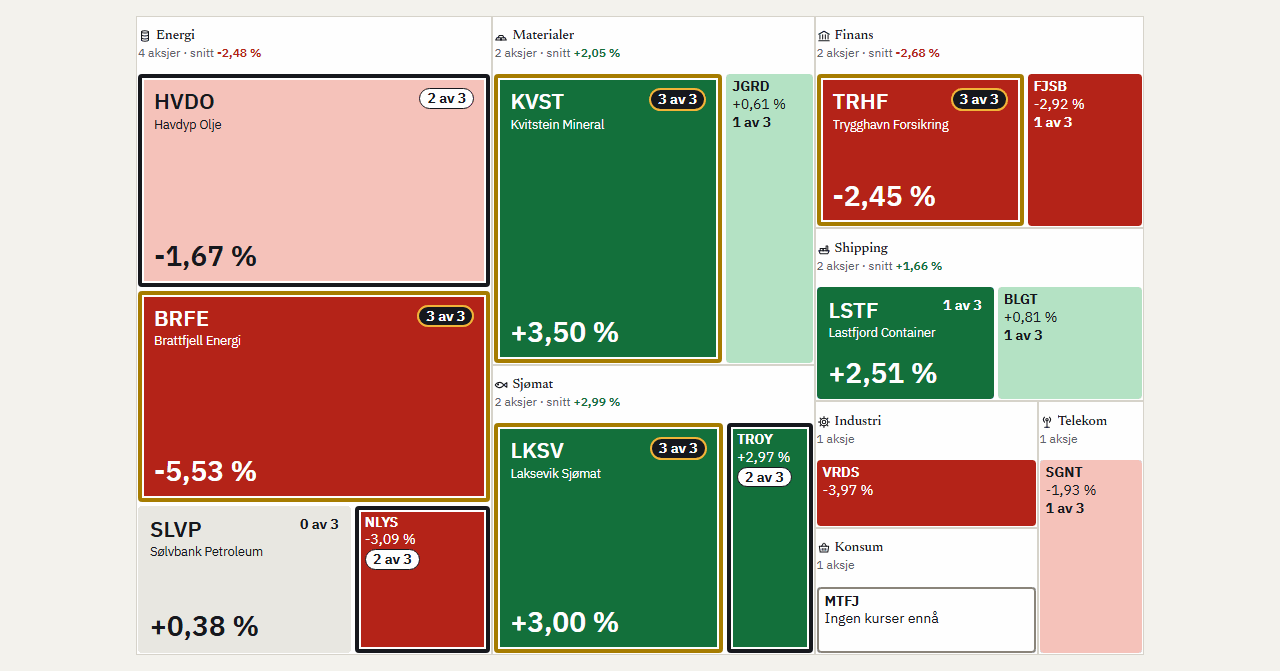 Energi
4 aksjer · snitt -2,48 %
HVDO
2 av 3
Havdyp Olje
-1,67 %
BRFE
3 av 3
Brattfjell Energi
-5,53 %
SLVP
0 av 3
Sølvbank Petroleum
+0,38 %
NLYS
-3,09 %
2 av 3
Materialer
2 aksjer · snitt +2,05 %
KVST
3 av 3
Kvitstein Mineral
+3,50 %
JGRD
+0,61 %
1 av 3
Sjømat
2 aksjer · snitt +2,99 %
LKSV
3 av 3
Laksevik Sjømat
+3,00 %
TROY
+2,97 %
2 av 3
Finans
2 aksjer · snitt -2,68 %
TRHF
3 av 3
Trygghavn Forsikring
-2,45 %
FJSB
-2,92 %
1 av 3
Shipping
2 aksjer · snitt +1,66 %
LSTF
1 av 3
Lastfjord Container
+2,51 %
BLGT
+0,81 %
1 av 3
Industri
1 aksje
VRDS
-3,97 %
Telekom
1 aksje
SGNT
-1,93 %
1 av 3
Konsum
1 aksje
MTFJ
Ingen kurser ennå